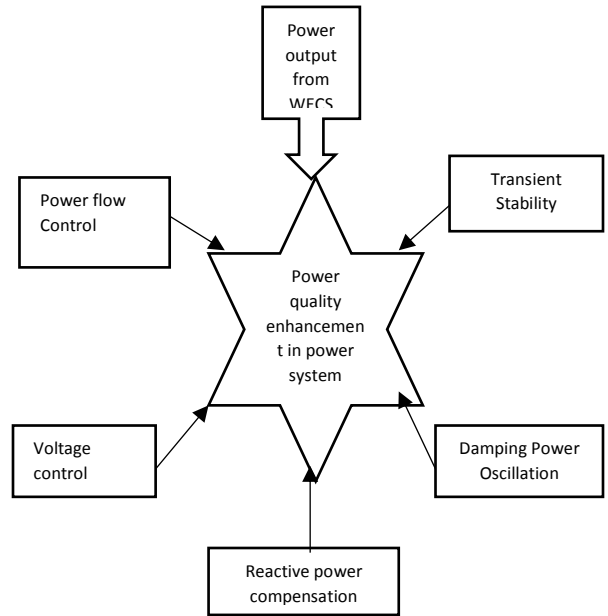 Power
output
from
WECS
Power flow
Control
Transient
Stability
Power
quality
enhancemen
t in power
system
Voltage
control
Damping Power
Oscillation
Reactive power
compensation